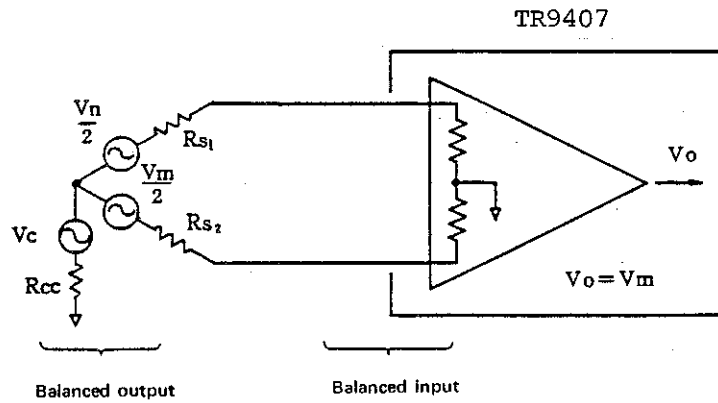 TR9407
Vn
2
Rs1
Vm
2
Rs2
Vc
Rcc
Vo
Vo=Vm
Balanced output
Balanced input